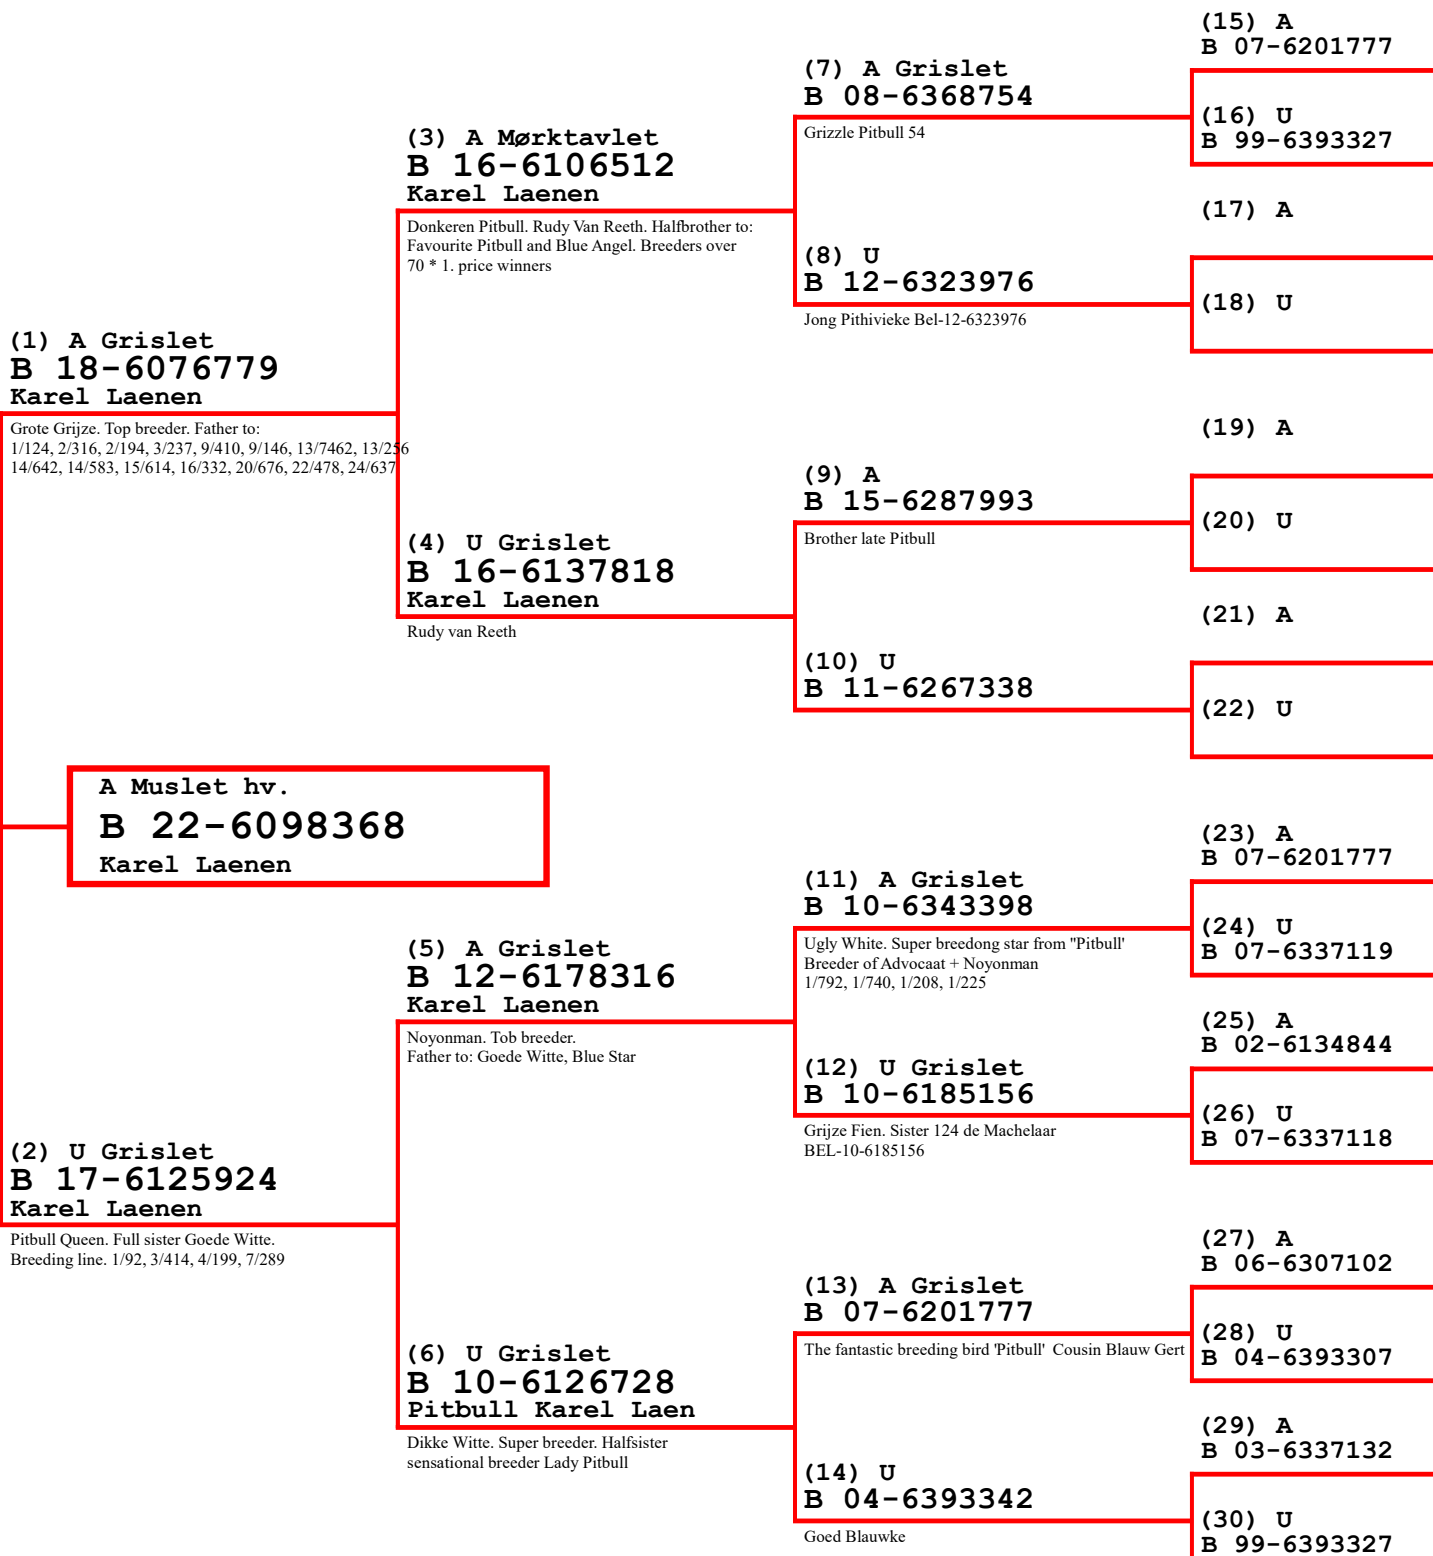 (1) A Grislet
B 18-6076779
Karel Laenen
Grote Grijze. Top breeder. Father to:
1/124, 2/316, 2/194, 3/237, 9/410, 9/146, 13/7462, 13/256
14/642, 14/583, 15/614, 16/332, 20/676, 22/478, 24/637
A Muslet hv.
B 22-6098368
Karel Laenen
(2) U Grislet
B 17-6125924
Karel Laenen
Pitbull Queen. Full sister Goede Witte.
Breeding line. 1/92, 3/414, 4/199, 7/289
(3) A Mørktavlet
B 16-6106512
Karel Laenen
Donkeren Pitbull. Rudy Van Reeth. Halfbrother to:
Favourite Pitbull and Blue Angel. Breeders over
70 * 1. price winners
(4) U Grislet
B 16-6137818
Karel Laenen
Rudy van Reeth
(5) A Grislet
B 12-6178316
Karel Laenen
Noyonman. Tob breeder.
Father to: Goede Witte, Blue Star
(6) U Grislet
B 10-6126728
Pitbull Karel Laen
Dikke Witte. Super breeder. Halfsister
sensational breeder Lady Pitbull
(7) A Grislet
B 08-6368754
Grizzle Pitbull 54
(8) U
B 12-6323976
Jong Pithivieke Bel-12-6323976
(9) A
B 15-6287993
Brother late Pitbull
(10) U
B 11-6267338
(11) A Grislet
B 10-6343398
Ugly White. Super breedong star from "Pitbull'
Breeder of Advocaat + Noyonman
1/792, 1/740, 1/208, 1/225
(12) U Grislet
B 10-6185156
Grijze Fien. Sister 124 de Machelaar
BEL-10-6185156
(13) A Grislet
B 07-6201777
The fantastic breeding bird 'Pitbull' Cousin Blauw Gert
(14) U
B 04-6393342
Goed Blauwke
(15) A
B 07-6201777
(16) U
B 99-6393327
(17) A
(18) U
(19) A
(20) U
(21) A
(22) U
(23) A
B 07-6201777
(24) U
B 07-6337119
(25) A
B 02-6134844
(26) U
B 07-6337118
(27) A
B 06-6307102
(28) U
B 04-6393307
(29) A
B 03-6337132
(30) U
B 99-6393327